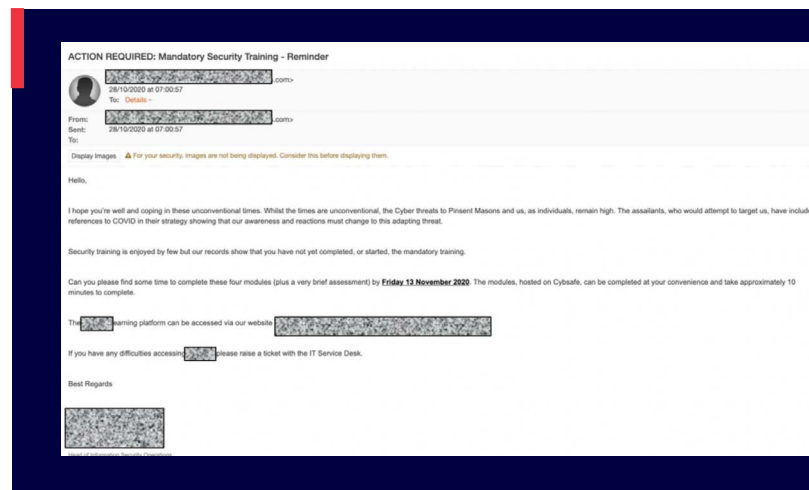 ACTION REQUIRED: Mandatory Security Training - Reminder
.com>
28/10/2020 at 07:00:57
To: Details
From: .com>
Sent: 28/10/2020 at 07:00:57
To:
Display Images For your security, images are not being displayed. Consider this before displaying them.
Hello,
I hope you're well and coping in these unconventional times. Whilst the times are unconventional, the Cyber threats to Pinsent Masons and us, as individuals, remain high. The assailants, who would attempt to target us, have include
references to COVID in their strategy showing that our awareness and reactions must change to this adapting threat.
Security training is enjoyed by few but our records show that you have not yet completed, or started, the mandatory training.
Can you please find some time to complete these four modules (plus a very brief assessment) by Friday 13 November 2020. The modules, hosted on Cybsafe, can be completed at your convenience and take approximately 10
minutes to complete.
The earning platform can be accessed via our website
If you have any difficulties accessing please raise a ticket with the IT Service Desk.
Best Regards
Head of Information Security Operations